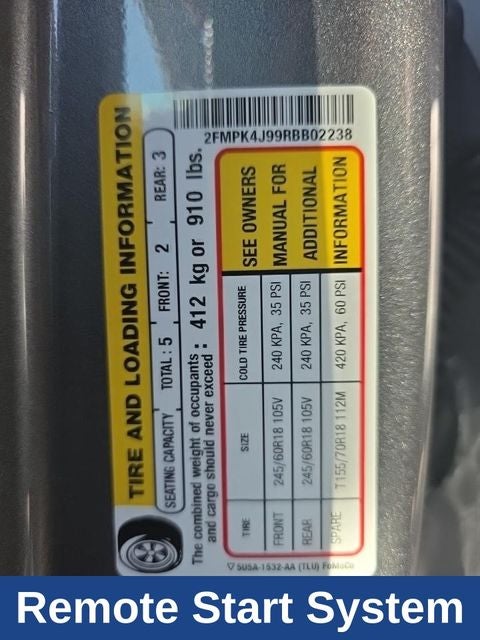 2FMPK4J99RBB02238
TIRE AND LOADING INFORMATION
SEATING CAPACITY TOTAL: 5 FRONT: 2 REAR: 3
The combined weight of occupants and cargo should never exceed: 412 kg or 910 lbs.
TIRE SIZE COLD TIRE PRESSURE SEE OWNERS
FRONT 245/60R18 105V 240 KPA, 35 PSI MANUAL FOR
REAR 245/60R18 105V 240 KPA, 35 PSI ADDITIONAL
SPARE T155/70R18 112M 420 KPA, 60 PSI INFORMATION
5U5A-1532-AA (TLU) FoMoCo
Remote Start System